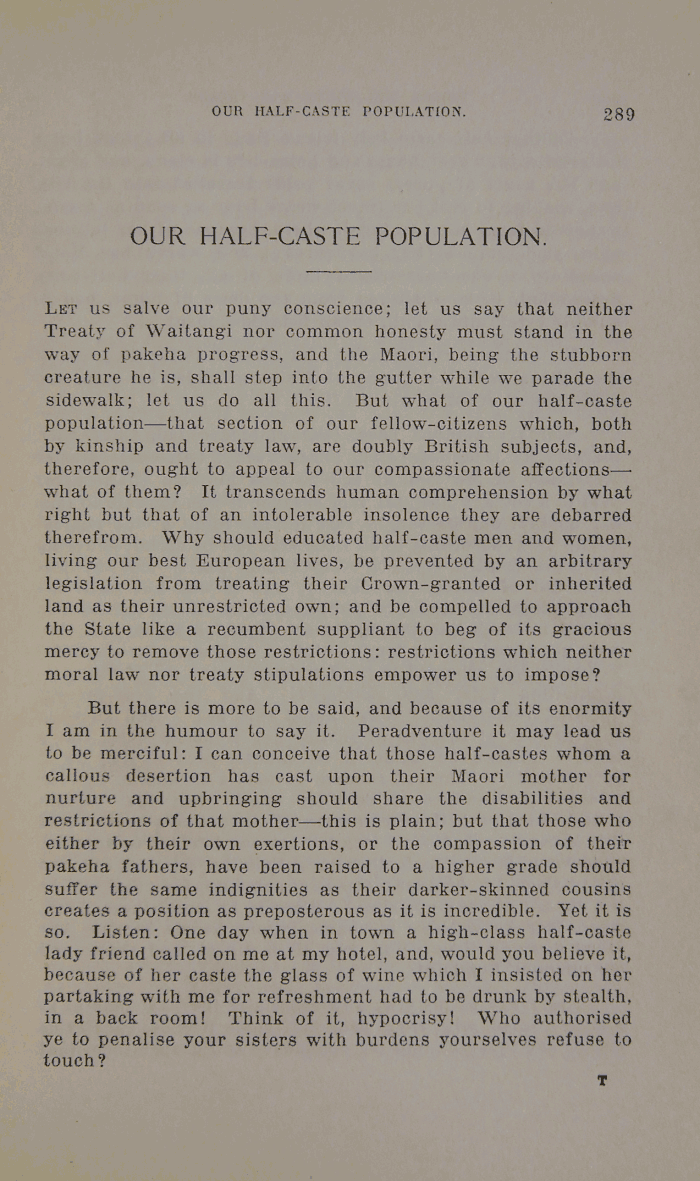 OUR HALF-CASTE POPULATION. 289
OUR HALF-CASTE POPULATION.
LET us salve our puny conscience; let us say that neither
Treaty of Waitangi nor common honesty must stand in the
way of pakeha progress, and the Maori, being the stubborn
creature he is, shall step into the gutter while we parade the
sidewalk; let us do all this. But what of our half-caste
population—that section of our fellow-citizens which, both
by kinship and treaty law, are doubly British subjects, and,
therefore, ought to appeal to our compassionate affections—
what of them? It transcends human comprehension by what
right but that of an intolerable insolence they are debarred
therefrom. Why should educated half-caste men and women,
living our best European lives, be prevented by an arbitrary
legislation from treating their Crown-granted or inherited
land as their unrestricted own; and be compelled to approach
the State like a recumbent suppliant to beg of its gracious
mercy to remove those restrictions: restrictions which neither
moral law nor treaty stipulations empower us to impose?
But there is more to be said, and because of its enormity
I am in the humour to say it. Peradventure it may lead us
to be merciful: I can conceive that those half-castes whom a
callous desertion has cast upon their Maori mother for
nurture and upbringing should share the disabilities and
restrictions of that mother—this is plain; but that those who
either by their own exertions, or the compassion of their
pakeha fathers, have been raised to a higher grade should
suffer the same indignities as their darker-skinned cousins
creates a position as preposterous as it is incredible. Yet it is
so. Listen: One day when in town a high-class half-caste
lady friend called on me at my hotel, and, would you believe it,
because of her caste the glass of wine which I insisted on her
partaking with me for refreshment had to be drunk by stealth,
in a back room! Think of it, hypocrisy! Who authorised
ye to penalise your sisters with burdens yourselves refuse to
touch?
T